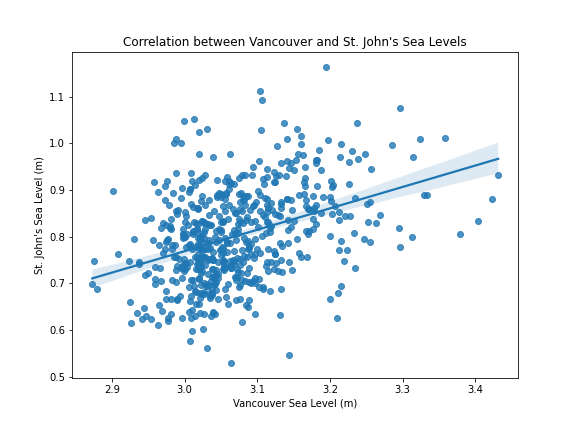 Correlation between Vancouver and St. John's Sea Levels
St. John's Sea Level (m)
1.1
1.0
0.9
0.8
0.7
0.6
0.5
2.9 3.0 3.1 3.2 3.3 3.4
Vancouver Sea Level (m)